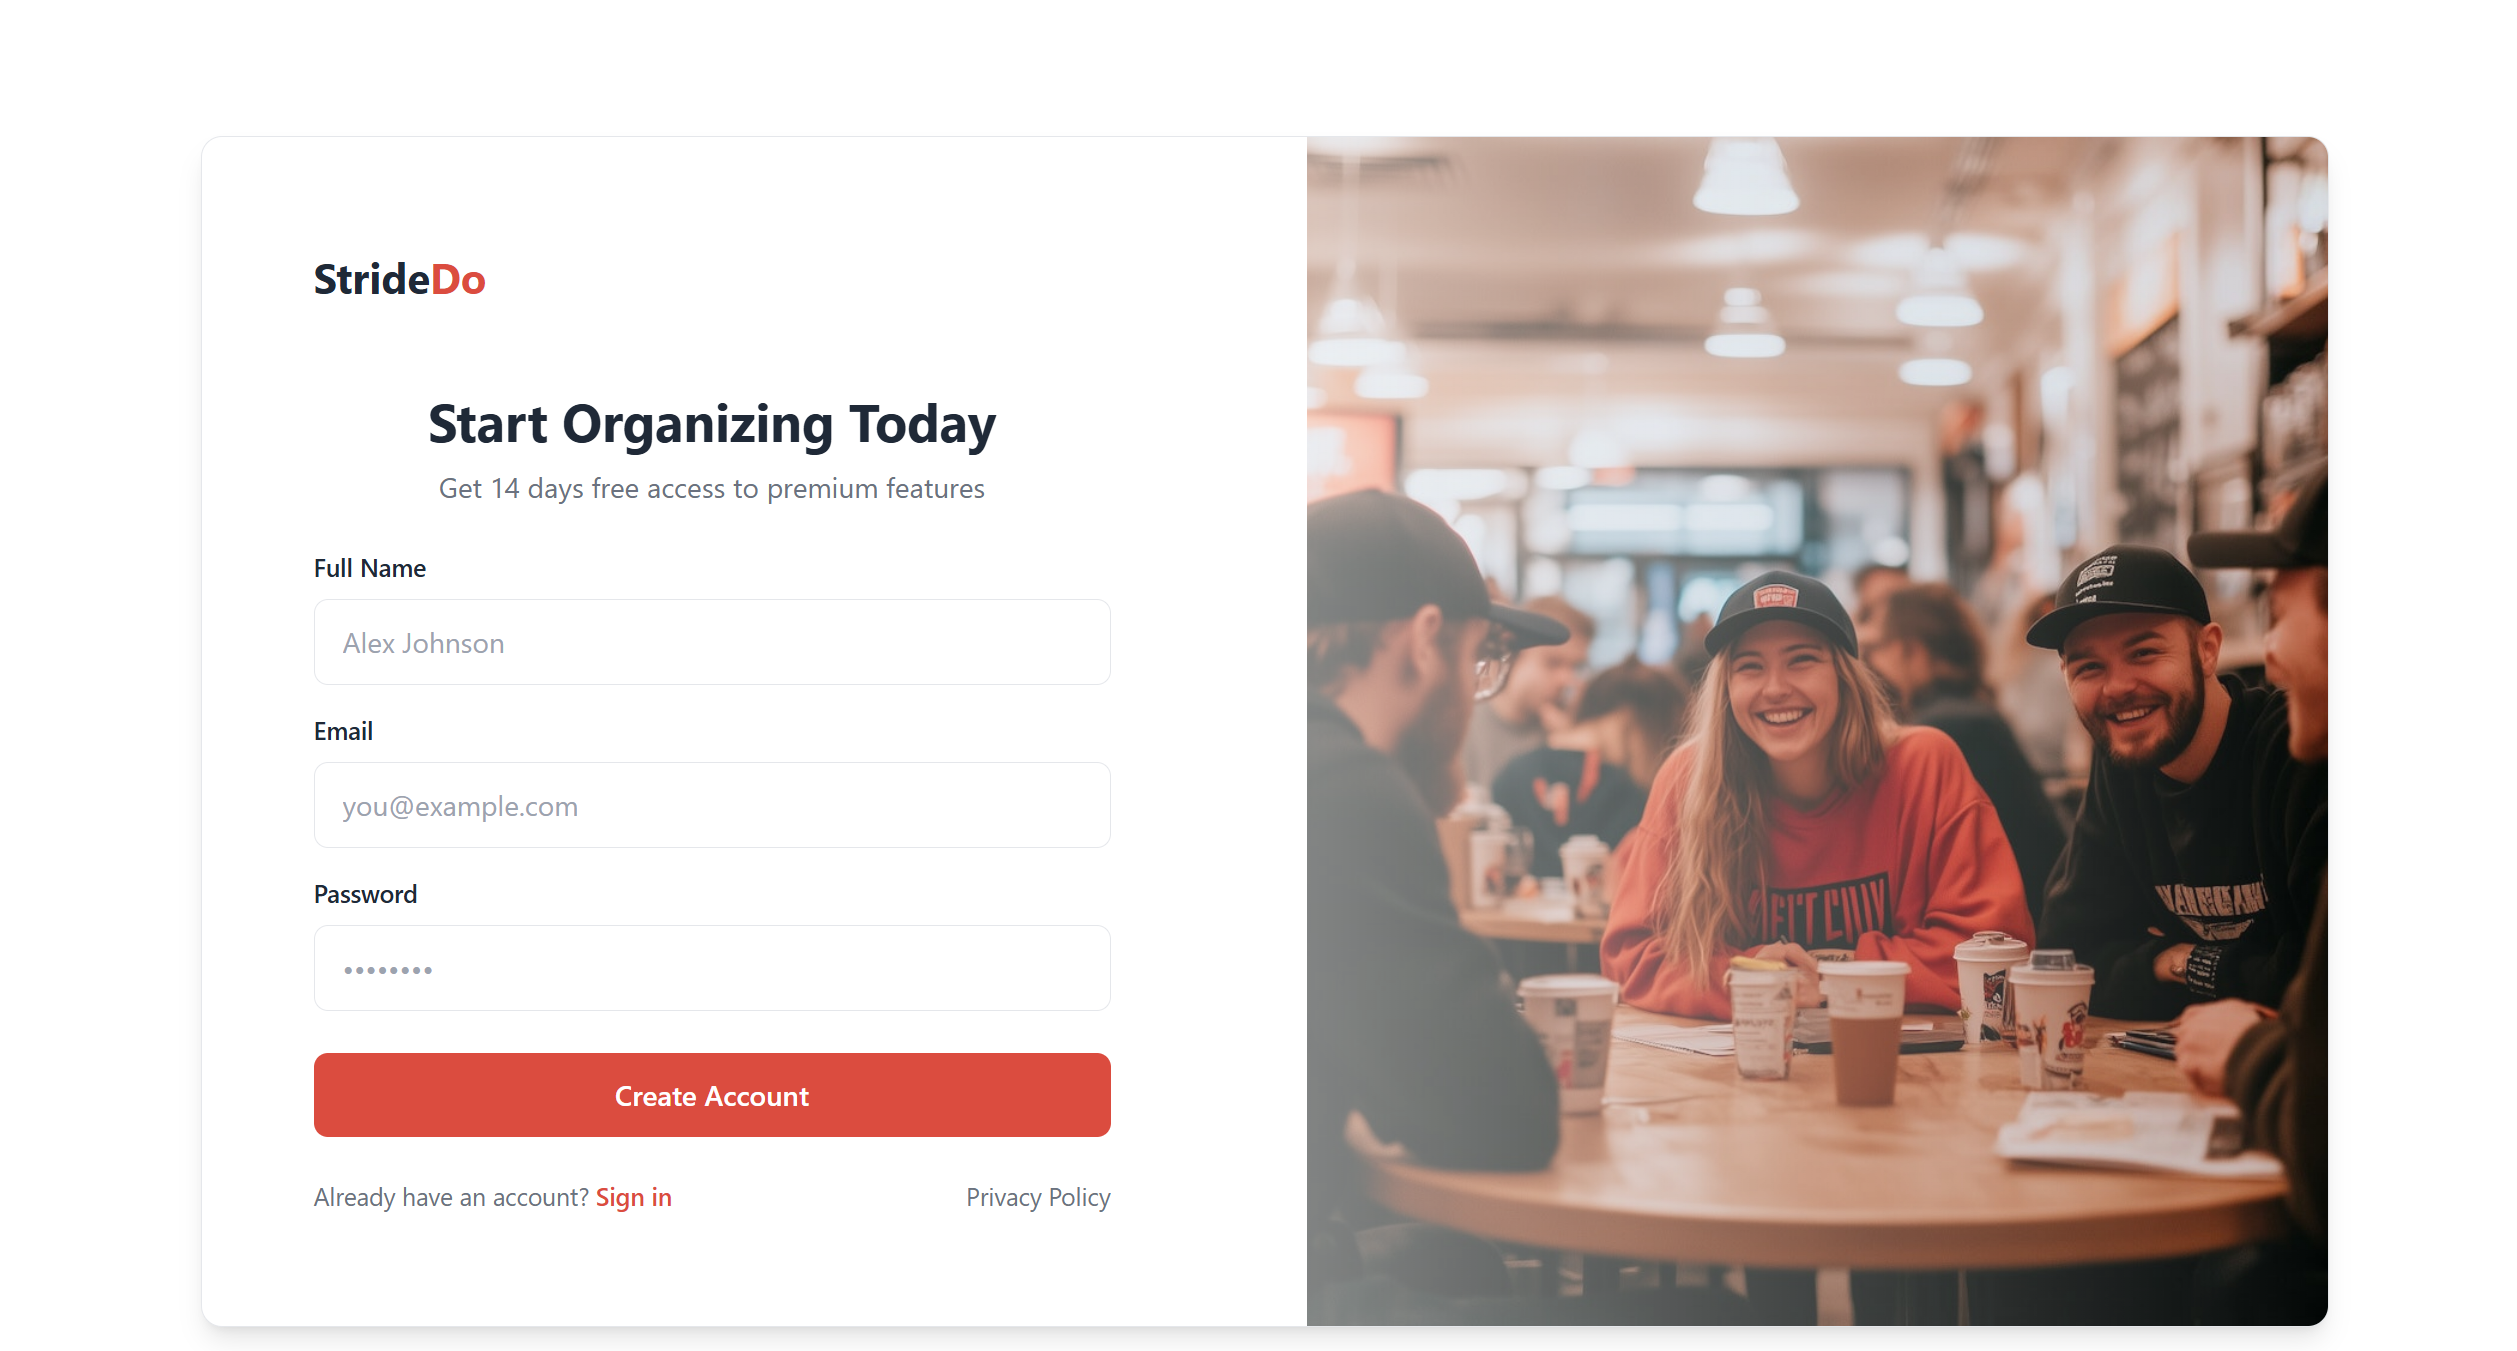 StrideDo
Start Organizing Today
Get 14 days free access to premium features
Full Name
Alex Johnson
Email
you@example.com
Password
••••••••
Create Account
Already have an account? Sign in
Privacy Policy